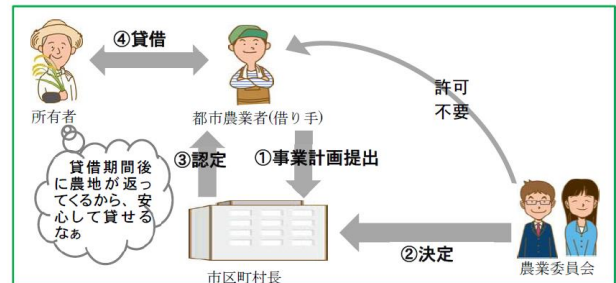 ④貸借
所有者
都市農業者(借り手)
許可
不要
貸借期間後
に農地が返っ
てくるから、安
心して貸せる
なぁ
③認定
①事業計画提出
②決定
市区町村長
農業委員会